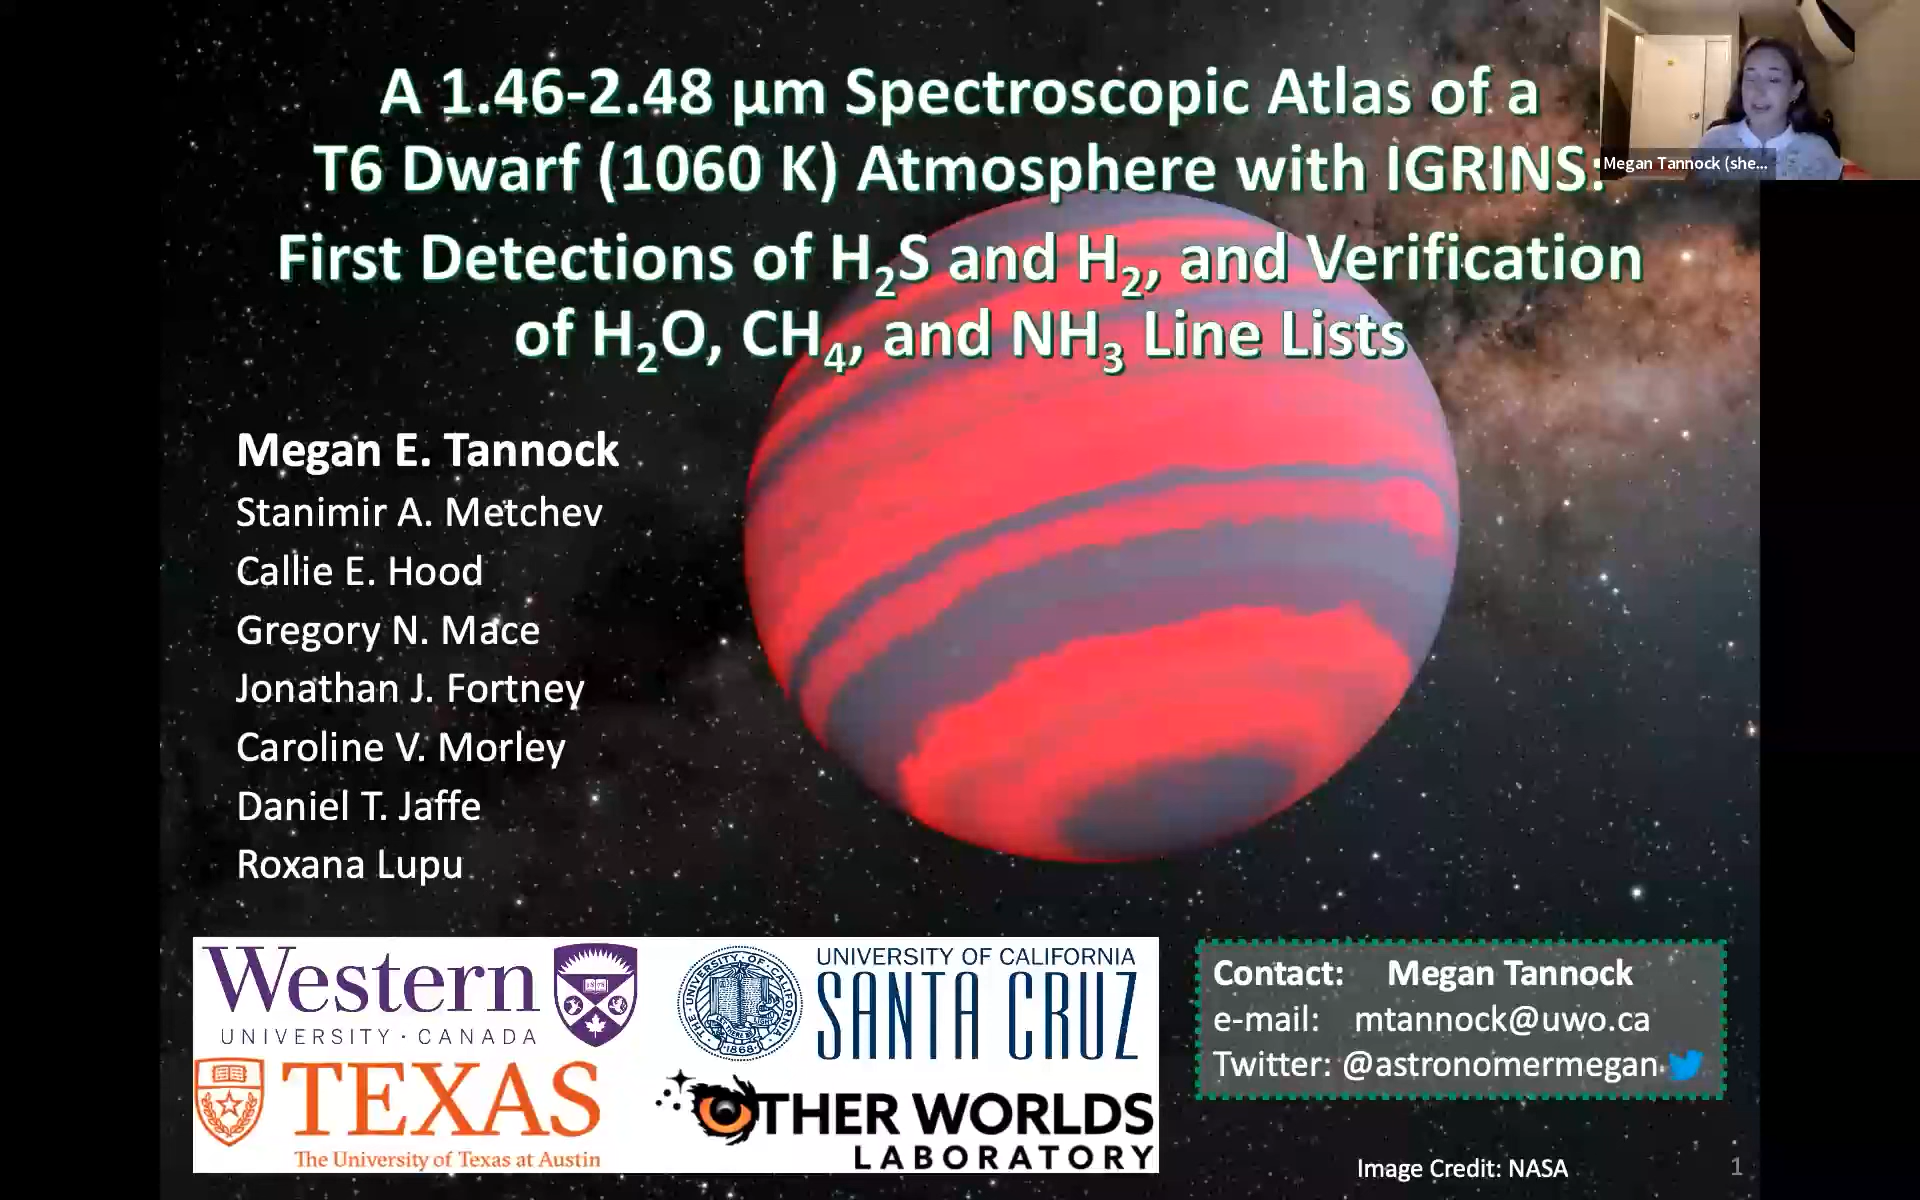 A 1.46-2.48 μm Spectroscopic Atlas of a
T6 Dwarf (1060 K) Atmosphere with IGRINS:
First Detections of H₂S and H₂, and Verification
of H₂O, CH₄, and NH₃ Line Lists
Megan Tannock (she...
Megan E. Tannock
Stanimir A. Metchev
Callie E. Hood
Gregory N. Mace
Jonathan J. Fortney
Caroline V. Morley
Daniel T. Jaffe
Roxana Lupu
Western
UNIVERSITY · CANADA
UNIVERSITY OF CALIFORNIA
SANTA CRUZ
1868
TEXAS
The University of Texas at Austin
OTHER WORLDS
LABORATORY
Contact: Megan Tannock
e-mail: mtannock@uwo.ca
Twitter: @astronomermegan
Image Credit: NASA
1